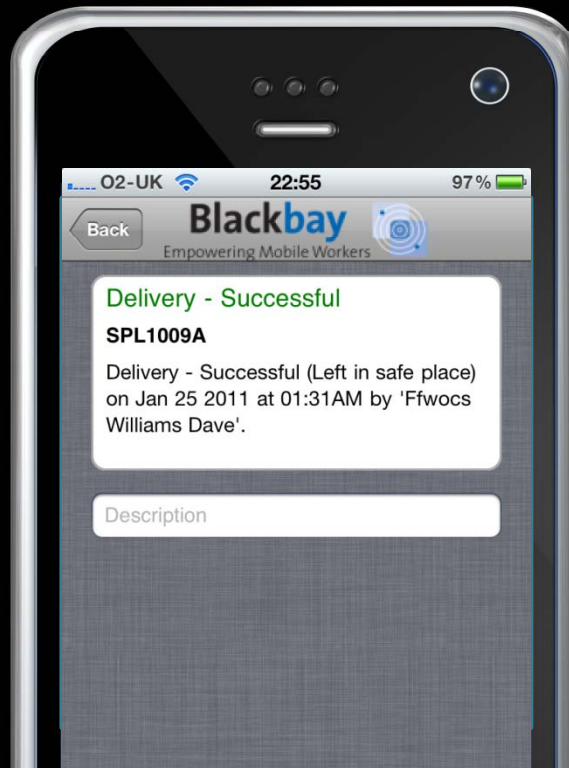 O2-UK 22:55 97%
Back
Blackbay
Empowering Mobile Workers
Delivery - Successful
SPL1009A
Delivery - Successful (Left in safe place)
on Jan 25 2011 at 01:31AM by 'Ffwocs
Williams Dave'.
Description